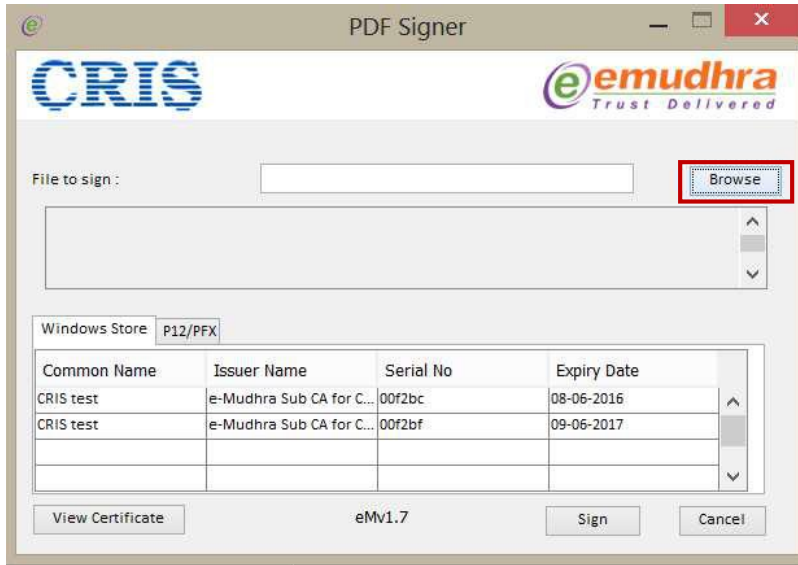 PDF Signer
CRIS
e emudhra
Trust Delivered
File to sign :
Browse
Windows Store P12/PFX
Common Name Issuer Name Serial No Expiry Date
CRIS test e-Mudhra Sub CA for C... 00f2bc 08-06-2016
CRIS test e-Mudhra Sub CA for C... 00f2bf 09-06-2017
View Certificate eMv1.7 Sign Cancel